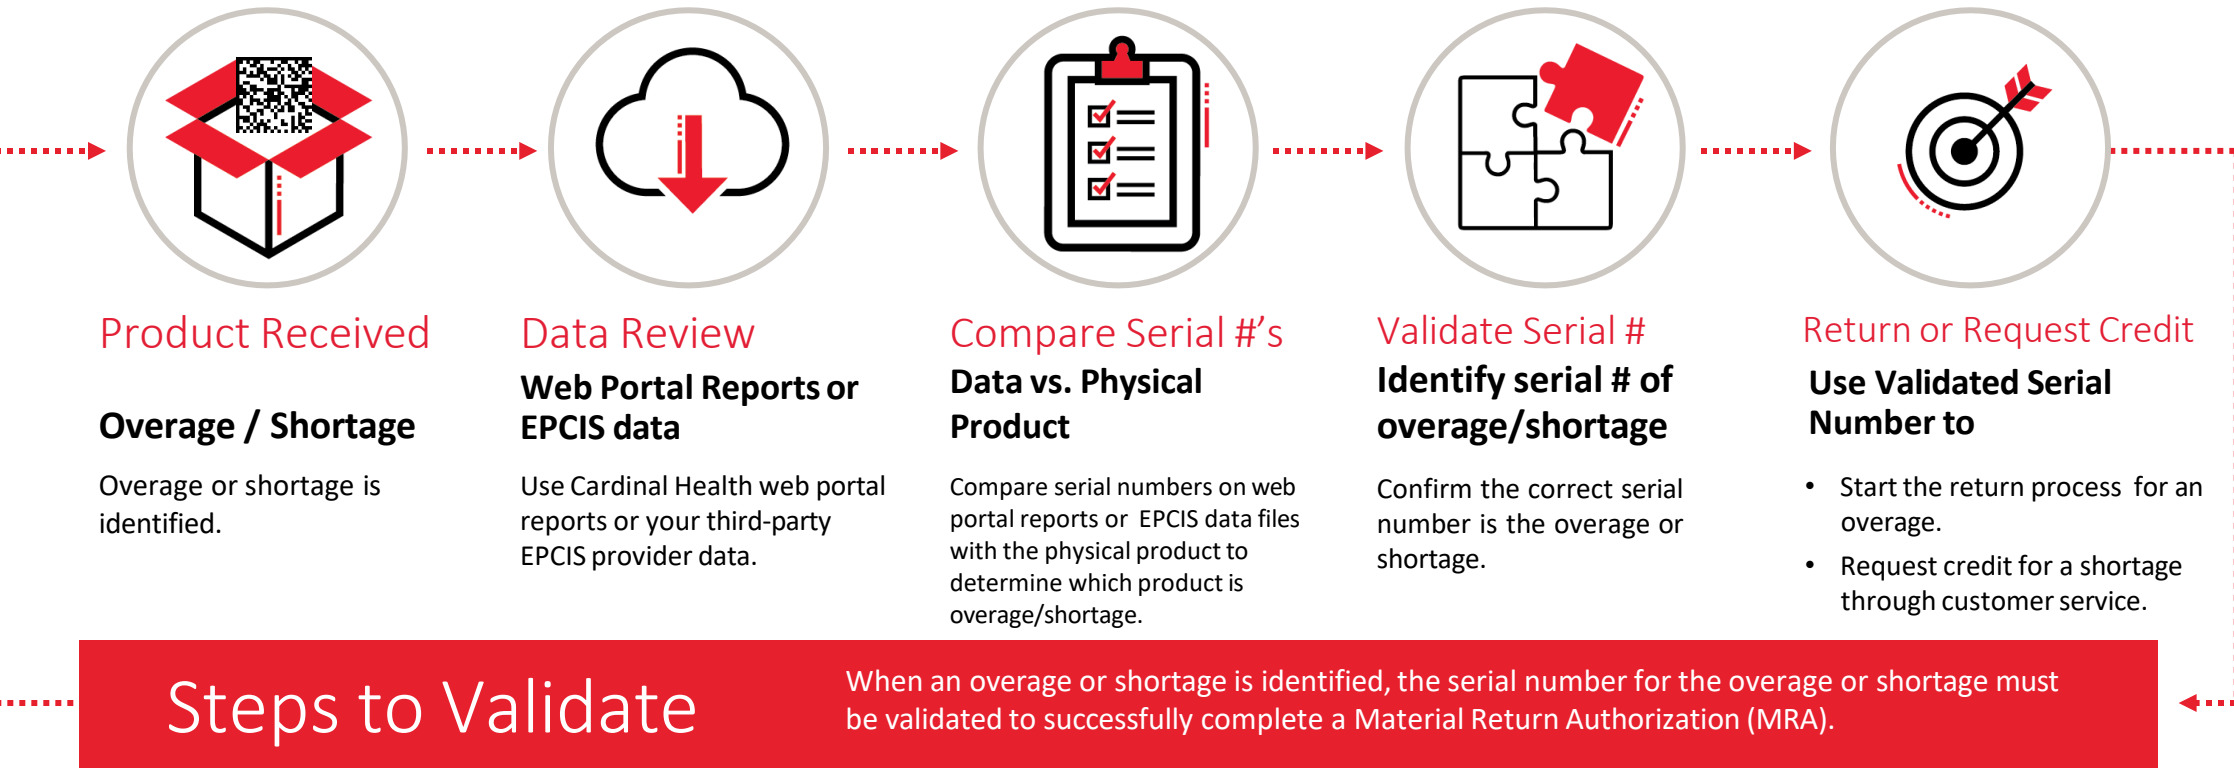 Product Received
Overage / Shortage
Overage or shortage is
identified.
Data Review
Web Portal Reports or
EPCIS data
Use Cardinal Health web portal
reports or your third-party
EPCIS provider data.
Compare Serial #'s
Data vs. Physical
Product
Compare serial numbers on web
portal reports or EPCIS data files
with the physical product to
determine which product is
overage/shortage.
Validate Serial #
Identify serial # of
overage/shortage
Confirm the correct serial
number is the overage or
shortage.
Return or Request Credit
Use Validated Serial
Number to
• Start the return process for an
overage.
• Request credit for a shortage
through customer service.
Steps to Validate
When an overage or shortage is identified, the serial number for the overage or shortage must
be validated to successfully complete a Material Return Authorization (MRA).